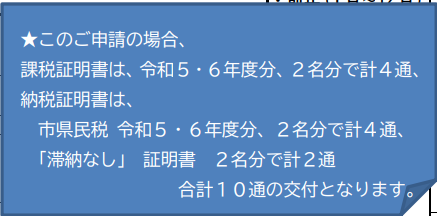 ★このご申請の場合、
課税証明書は、令和５・６年度分、２名分で計４通、
納税証明書は、
市県民税 令和５・６年度分、２名分で計４通、
「滞納なし」 証明書　２名分で計２通
合計１０通の交付となります。